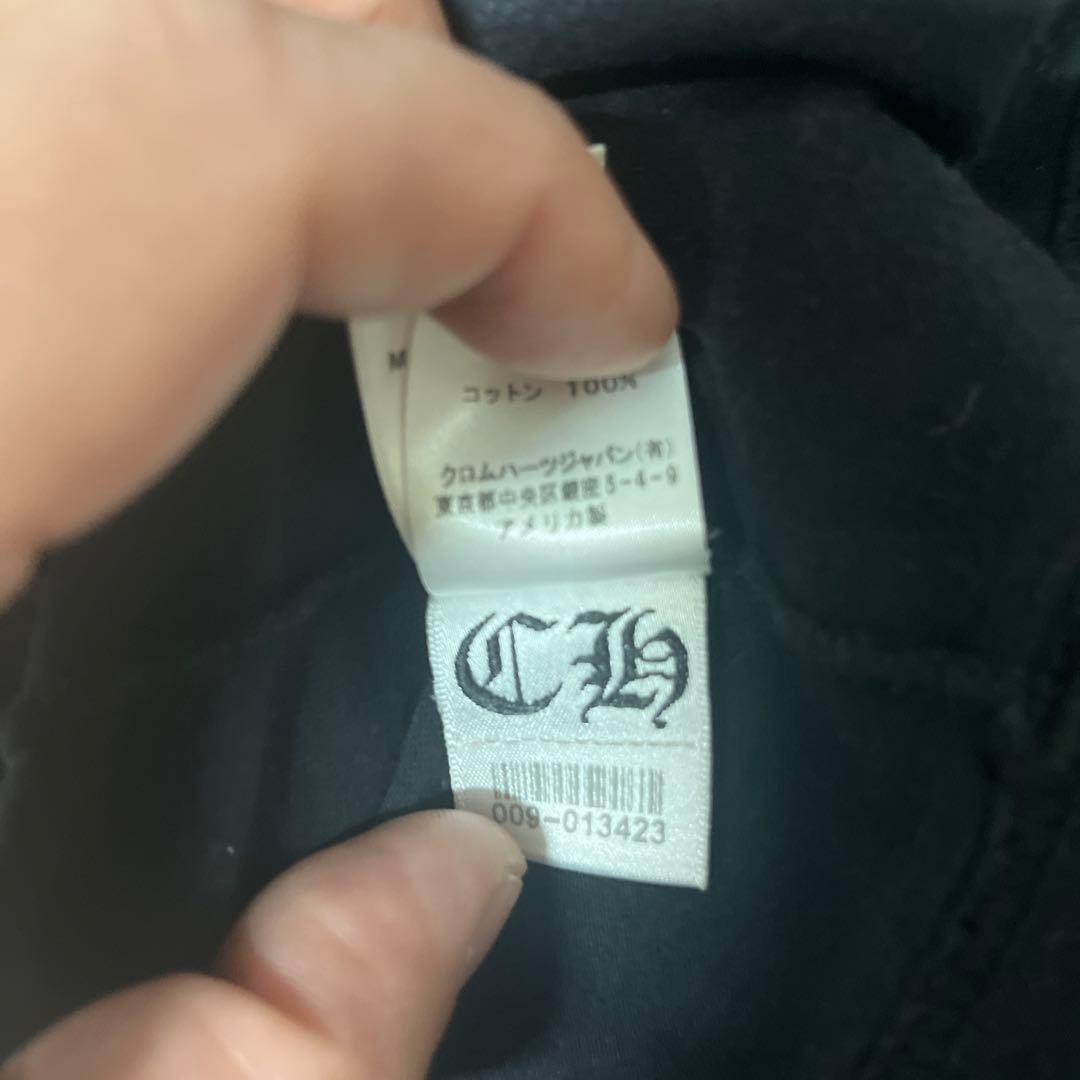 M
コットン 100%
クロムハーツジャパン(有)
東京都中央区銀座5-4-9
アメリカ製
CH
009-013423